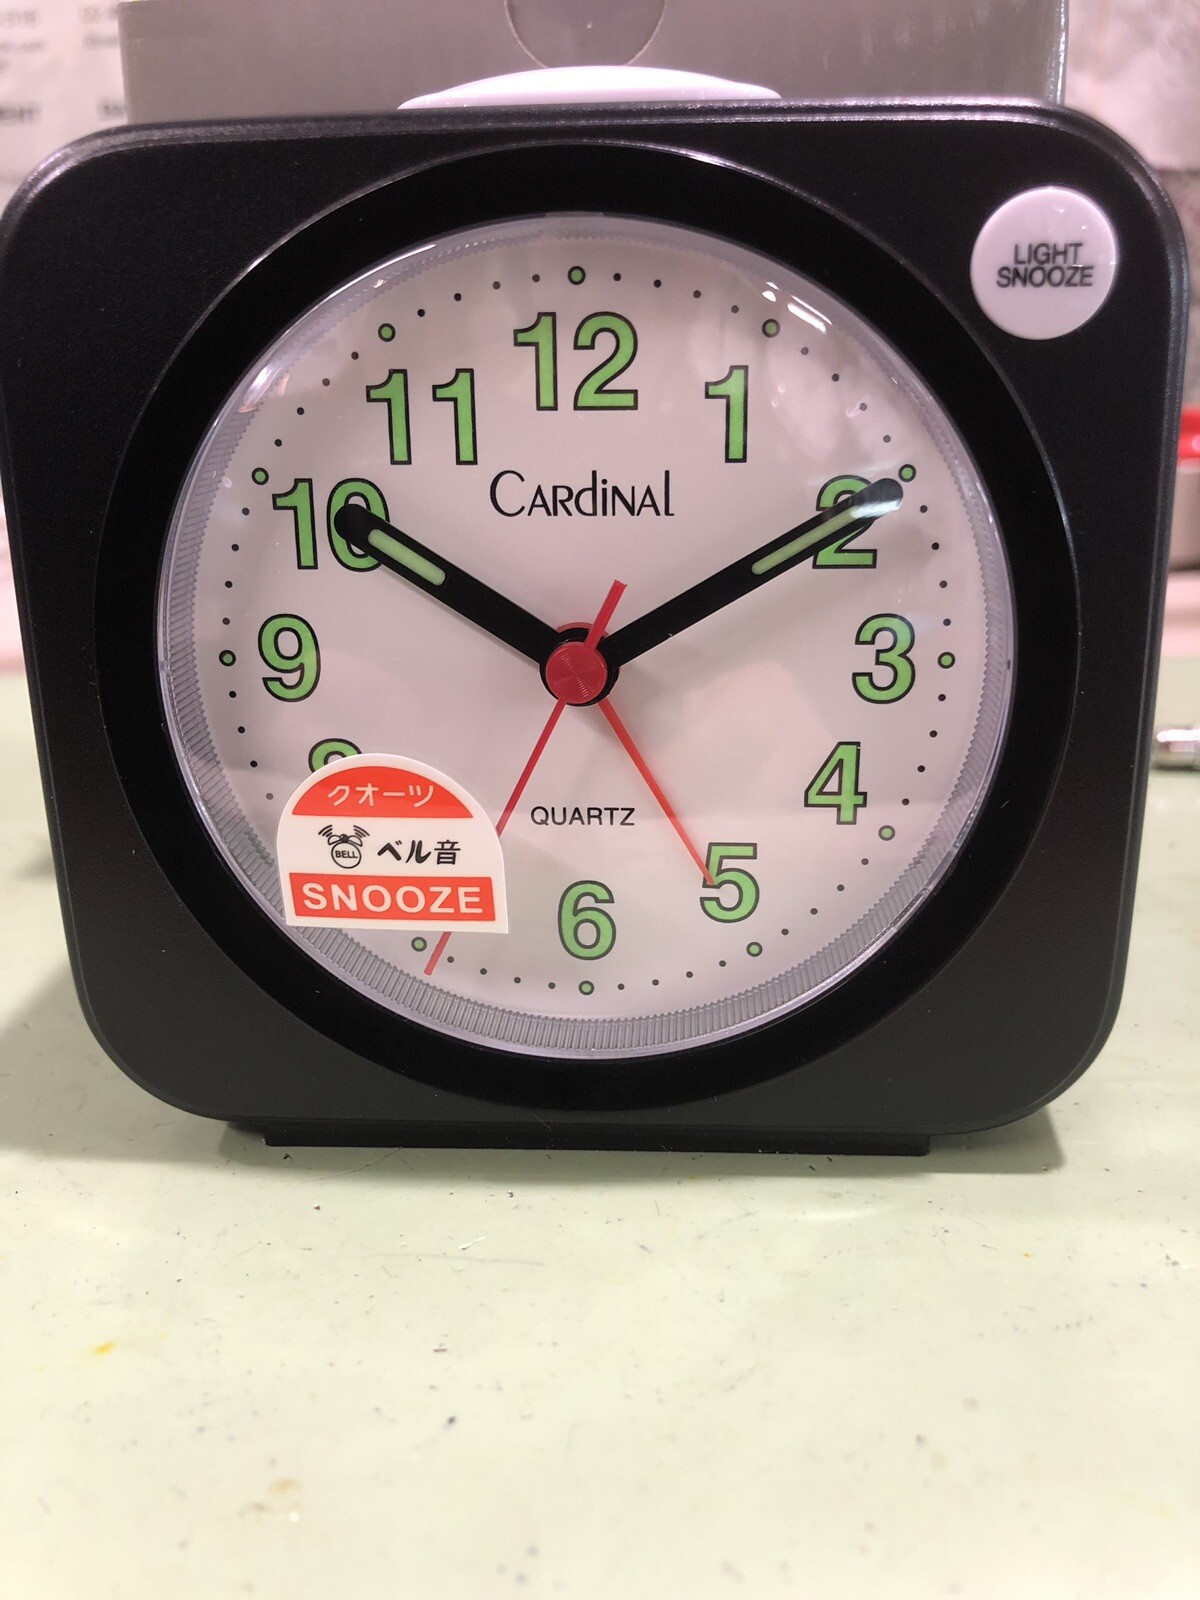 LIGHT
SNOOZE
12
11
1
10
2
CARdiNAl
9
3
8
4
QUARTZ
5
6
クオーツ
BELL
ベル音
SNOOZE